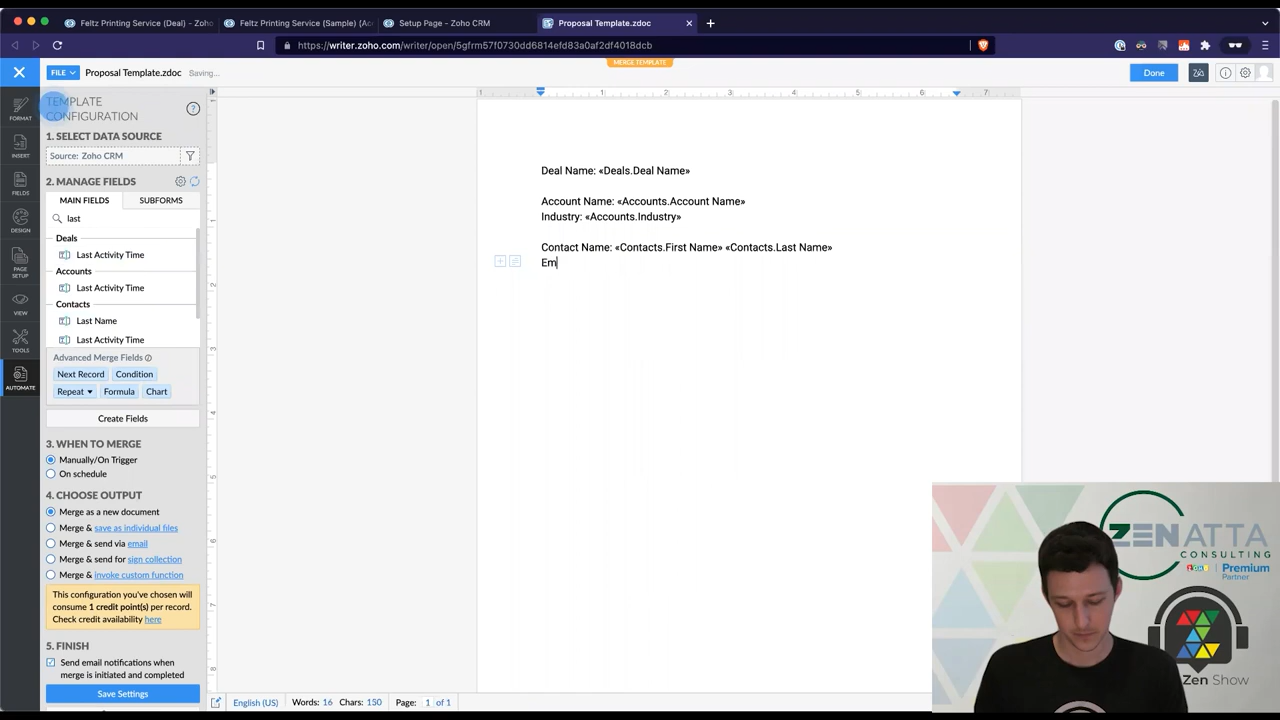 Feltz Printing Service (Deal) - Zoho
Feltz Printing Service (Sample) (Ac
Setup Page - Zoho CRM
Proposal Template.zdoc
https://writer.zoho.com/writer/open/5gfrm57f0730dd6814efd83a0af2df4018dcb
MERGE TEMPLATE
FILE
Proposal Template.zdoc
Saving...
Done
FORMAT
INSERT
FIELDS
DESIGN
PAGE SETUP
VIEW
TOOLS
AUTOMATE
TEMPLATE
CONFIGURATION
1. SELECT DATA SOURCE
Source: Zoho CRM
2. MANAGE FIELDS
MAIN FIELDS
SUBFORMS
last
Deals
Last Activity Time
Accounts
Last Activity Time
Contacts
Last Name
Last Activity Time
Advanced Merge Fields
Next Record
Condition
Repeat
Formula
Chart
Create Fields
3. WHEN TO MERGE
Manually/On Trigger
On schedule
4. CHOOSE OUTPUT
Merge as a new document
Merge & save as individual files
Merge & send via email
Merge & send for sign collection
Merge & invoke custom function
This configuration you've chosen will
consume 1 credit point(s) per record.
Check credit availability here
5. FINISH
Send email notifications when
merge is initiated and completed
Save Settings
Deal Name: «Deals.Deal Name»
Account Name: «Accounts.Account Name»
Industry: «Accounts.Industry»
Contact Name: «Contacts.First Name» «Contacts.Last Name»
Em
English (US)
Words: 16
Chars: 150
Page: 1 of 1
ZENATTA
CONSULTING
ZOHO Premium
Partner
Zen Show